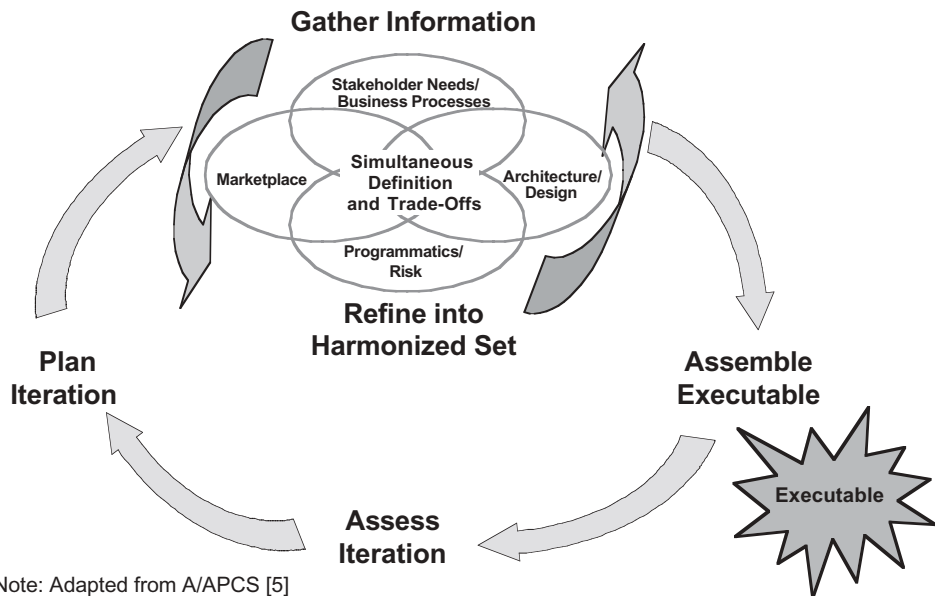 Gather Information
Stakeholder Needs/
Business Processes
Marketplace
Simultaneous
Definition
and Trade-Offs
Architecture/
Design
Programmatics/
Risk
Refine into
Harmonized Set
Plan
Iteration
Assemble
Executable
Executable
Assess
Iteration
Note: Adapted from A/APCS [5]